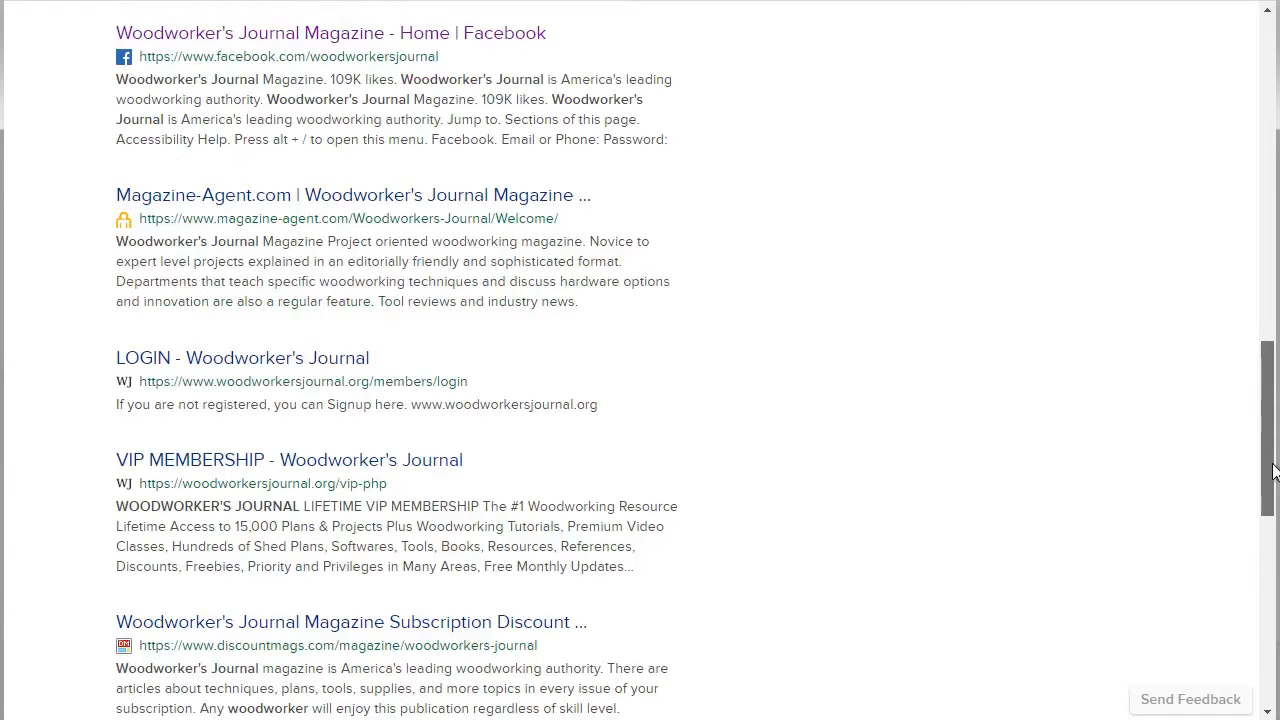 Woodworker's Journal Magazine - Home | Facebook
https://www.facebook.com/woodworkersjournal
Woodworker's Journal Magazine. 109K likes. Woodworker's Journal is America's leading
woodworking authority. Woodworker's Journal Magazine. 109K likes. Woodworker's
Journal is America's leading woodworking authority. Jump to. Sections of this page.
Accessibility Help. Press alt + / to open this menu. Facebook. Email or Phone: Password:
Magazine-Agent.com | Woodworker's Journal Magazine ...
https://www.magazine-agent.com/Woodworkers-Journal/Welcome/
Woodworker's Journal Magazine Project oriented woodworking magazine. Novice to
expert level projects explained in an editorially friendly and sophisticated format.
Departments that teach specific woodworking techniques and discuss hardware options
and innovation are also a regular feature. Tool reviews and industry news.
LOGIN - Woodworker's Journal
WJ https://www.woodworkersjournal.org/members/login
If you are not registered, you can Signup here. www.woodworkersjournal.org
VIP MEMBERSHIP - Woodworker's Journal
WJ https://woodworkersjournal.org/vip-php
WOODWORKER'S JOURNAL LIFETIME VIP MEMBERSHIP The #1 Woodworking Resource
Lifetime Access to 15,000 Plans & Projects Plus Woodworking Tutorials, Premium Video
Classes, Hundreds of Shed Plans, Softwares, Tools, Books, Resources, References,
Discounts, Freebies, Priority and Privileges in Many Areas, Free Monthly Updates...
Woodworker's Journal Magazine Subscription Discount ...
DM https://www.discountmags.com/magazine/woodworkers-journal
Woodworker's Journal magazine is America's leading woodworking authority. There are
articles about techniques, plans, tools, supplies, and more topics in every issue of your
subscription. Any woodworker will enjoy this publication regardless of skill level.
Send Feedback